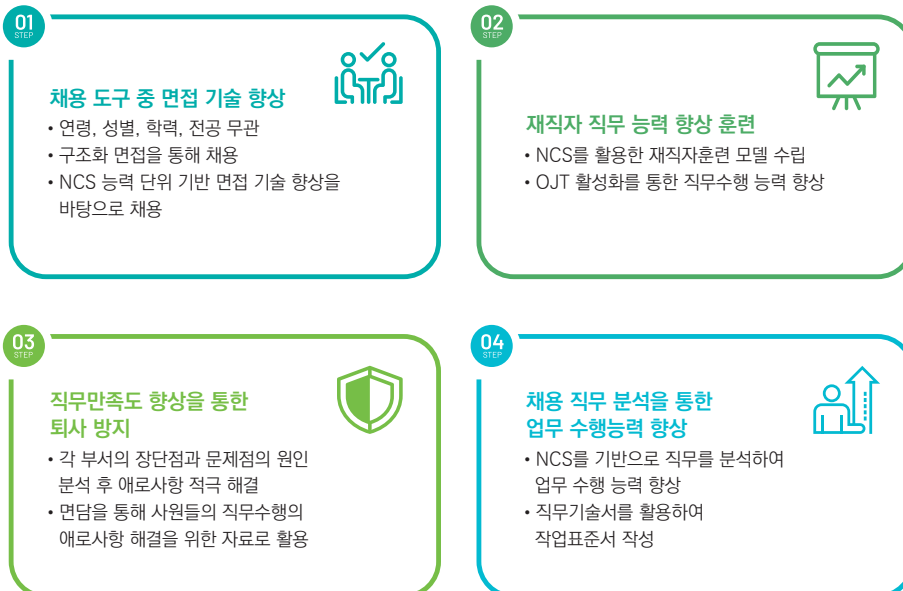 01
STEP
채용 도구 중 면접 기술 향상
• 연령, 성별, 학력, 전공 무관
• 구조화 면접을 통해 채용
• NCS 능력 단위 기반 면접 기술 향상을
바탕으로 채용
02
STEP
재직자 직무 능력 향상 훈련
• NCS를 활용한 재직자훈련 모델 수립
• OJT 활성화를 통한 직무수행 능력 향상
03
STEP
직무만족도 향상을 통한
퇴사 방지
• 각 부서의 장단점과 문제점의 원인
분석 후 애로사항 적극 해결
• 면담을 통해 사원들의 직무수행의
애로사항 해결을 위한 자료로 활용
04
STEP
채용 직무 분석을 통한
업무 수행능력 향상
• NCS를 기반으로 직무를 분석하여
업무 수행 능력 향상
• 직무기술서를 활용하여
작업표준서 작성